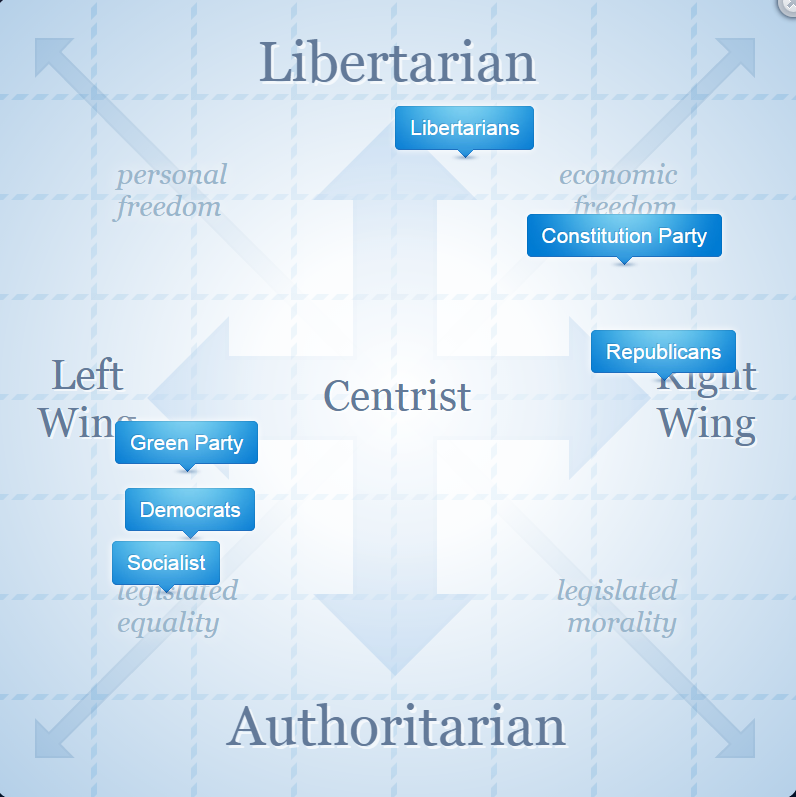 Libertarian
Libertarians
personal
freedom
economic
freedom
Constitution Party
Republicans
Left
Wing
Centrist
Right
Wing
Green Party
Democrats
Socialist
legislated
equality
legislated
morality
Authoritarian